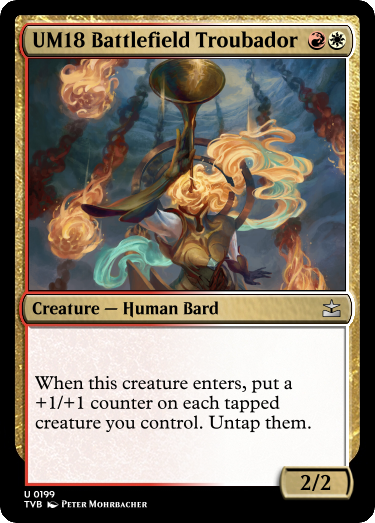 UM18 Battlefield Troubador
Creature — Human Bard
When this creature enters, put a
+1/+1 counter on each tapped
creature you control. Untap them.
2/2
U 0199
TVB Peter Mohrbacher